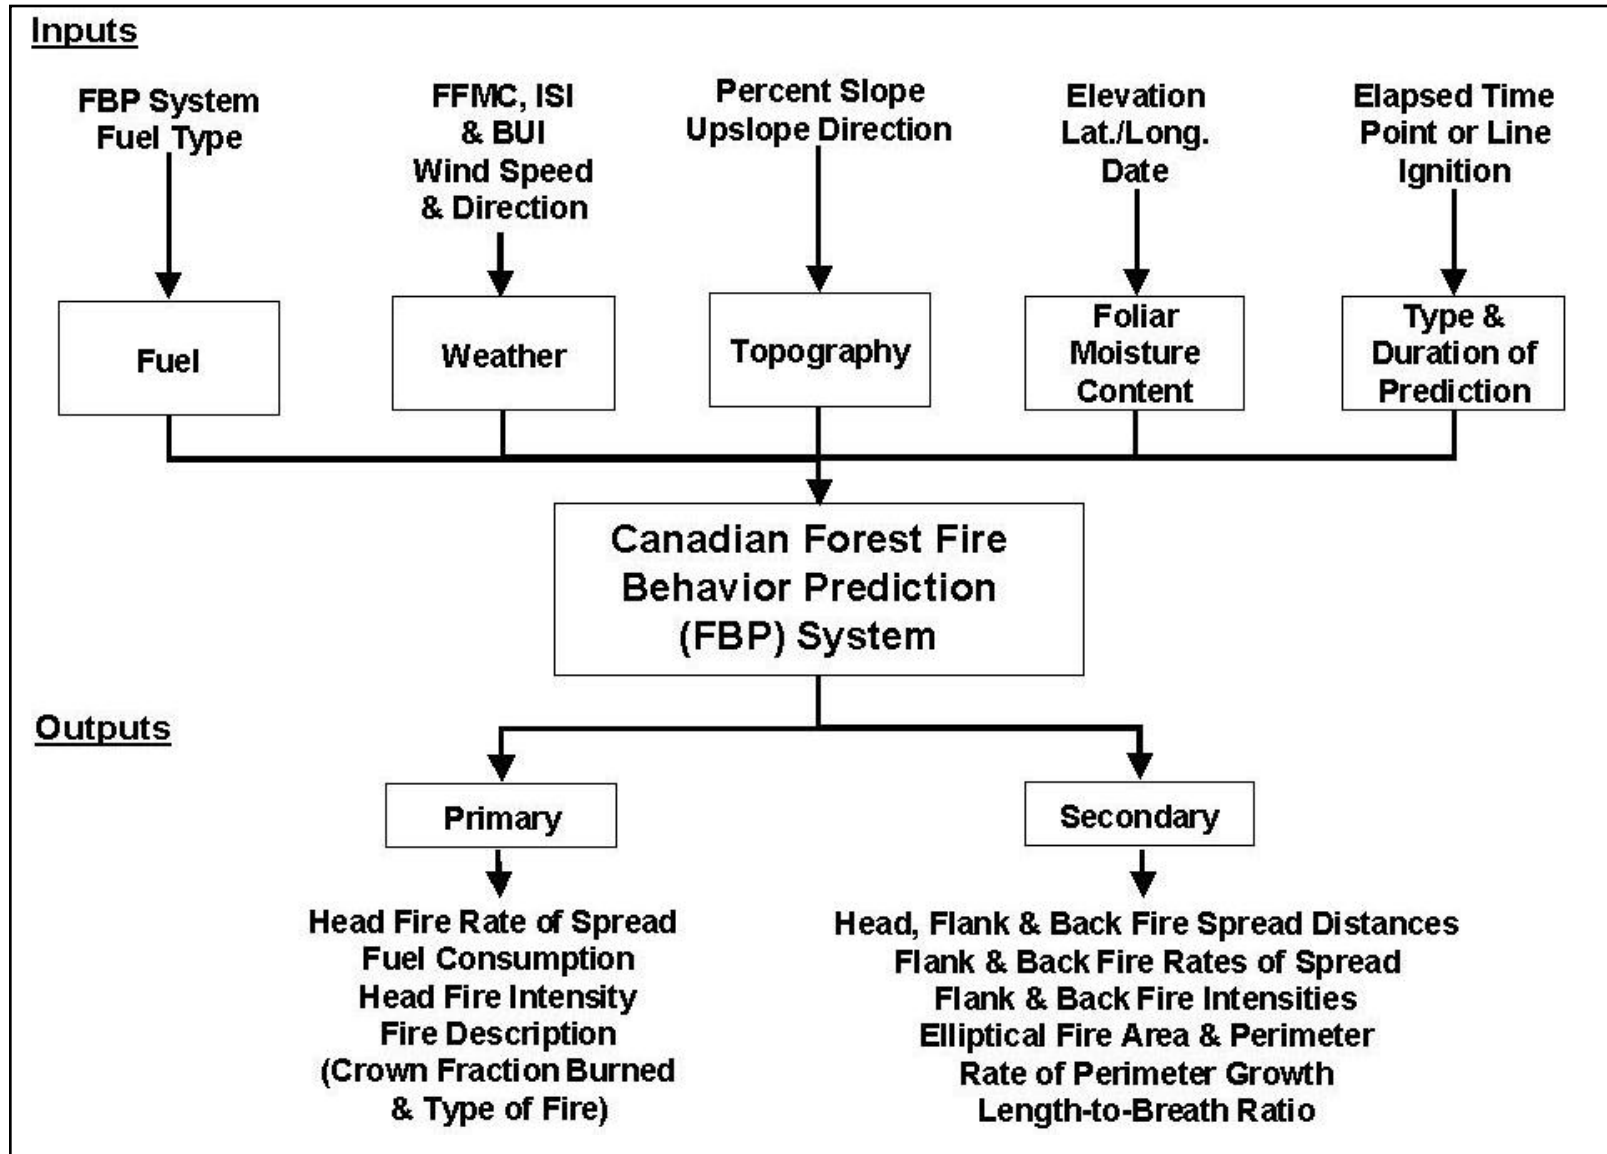 Inputs
FBP System
Fuel Type
FFMC, ISI
& BUI
Wind Speed
& Direction
Percent Slope
Upslope Direction
Elevation
Lat./Long.
Date
Elapsed Time
Point or Line
Ignition
Fuel
Weather
Topography
Foliar
Moisture
Content
Type &
Duration of
Prediction
Canadian Forest Fire
Behavior Prediction
(FBP) System
Outputs
Primary
Secondary
Head Fire Rate of Spread
Fuel Consumption
Head Fire Intensity
Fire Description
(Crown Fraction Burned
& Type of Fire)
Head, Flank & Back Fire Spread Distances
Flank & Back Fire Rates of Spread
Flank & Back Fire Intensities
Elliptical Fire Area & Perimeter
Rate of Perimeter Growth
Length-to-Breath Ratio